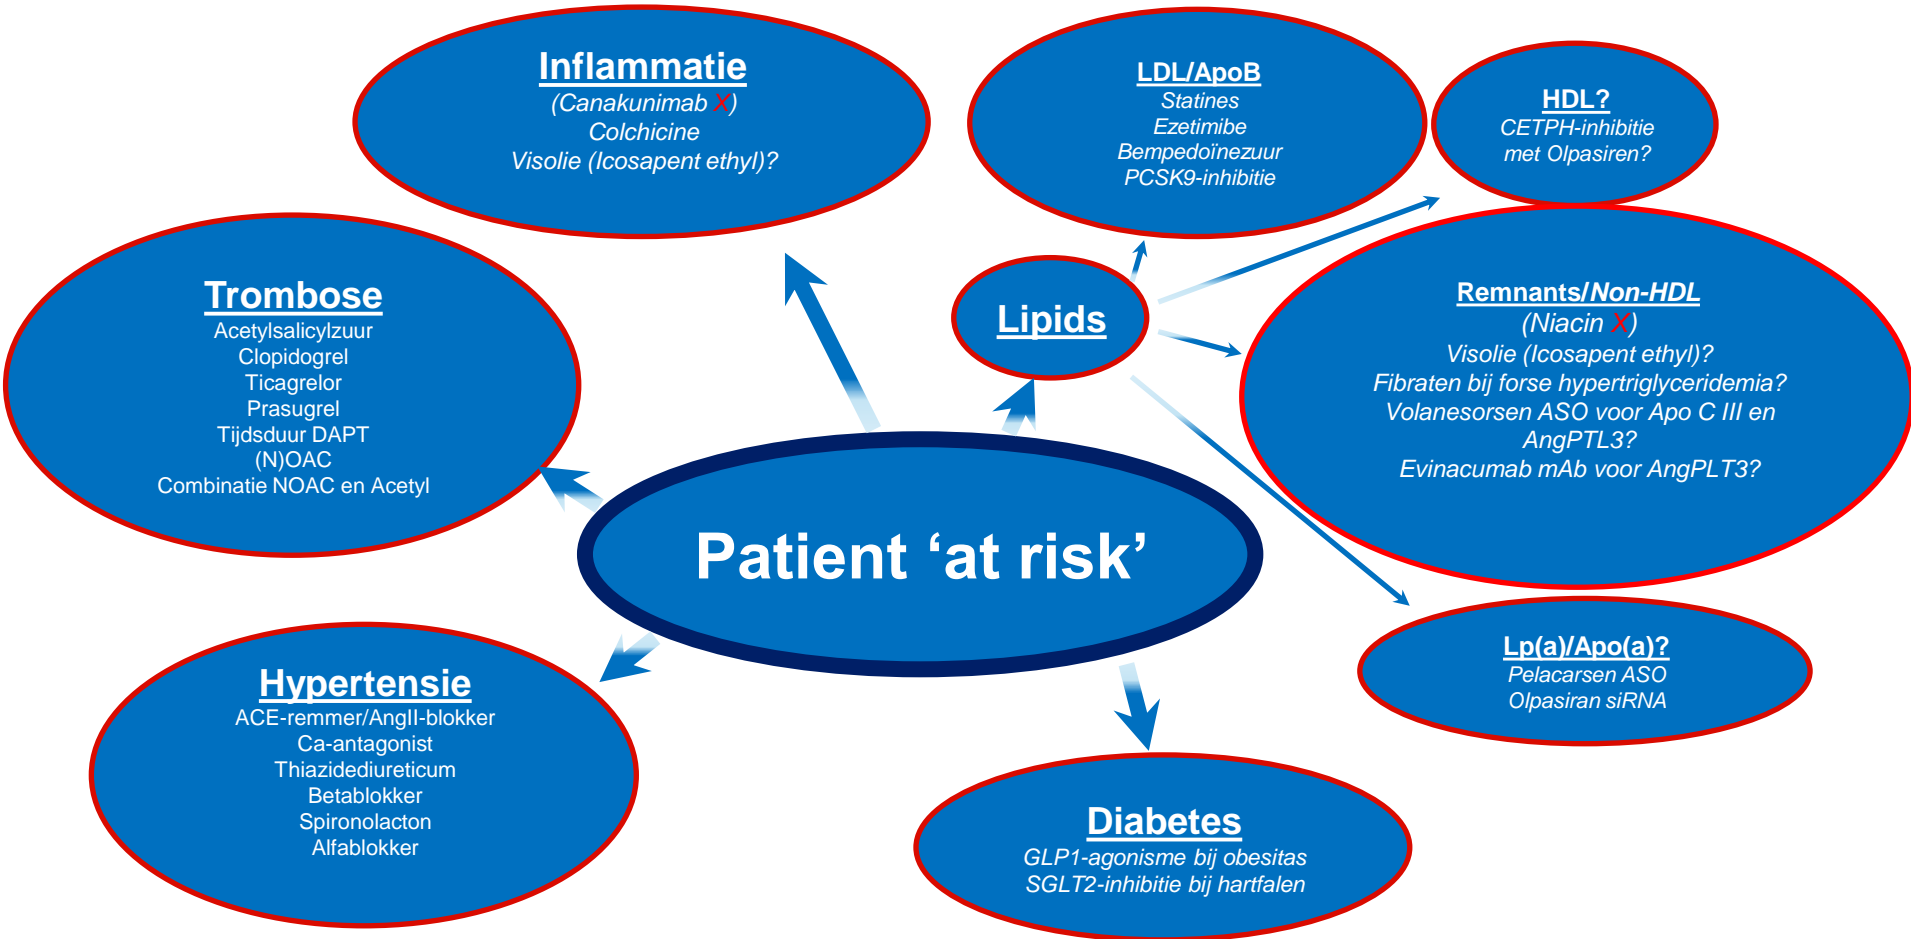 Inflammatie
(Canakunimab X)
Colchicine
Visolie (Icosapent ethyl)?
LDL/ApoB
Statines
Ezetimibe
Bempedoïnezuur
PCSK9-inhibitie
HDL?
CETPH-inhibitie
met Olpasiren?
Trombose
Acetylsalicylzuur
Clopidogrel
Ticagrelor
Prasugrel
Tijdsduur DAPT
(N)OAC
Combinatie NOAC en Acetyl
Lipids
Remnants/Non-HDL
(Niacin X)
Visolie (Icosapent ethyl)?
Fibraten bij forse hypertriglyceridemia?
Volanesorsen ASO voor Apo C III en
AngPTL3?
Evinacumab mAb voor AngPLT3?
Patient ‘at risk’
Lp(a)/Apo(a)?
Pelacarsen ASO
Olpasiran siRNA
Hypertensie
ACE-remmer/AngII-blokker
Ca-antagonist
Thiazidediureticum
Betablokker
Spironolacton
Alfablokker
Diabetes
GLP1-agonisme bij obesitas
SGLT2-inhibitie bij hartfalen